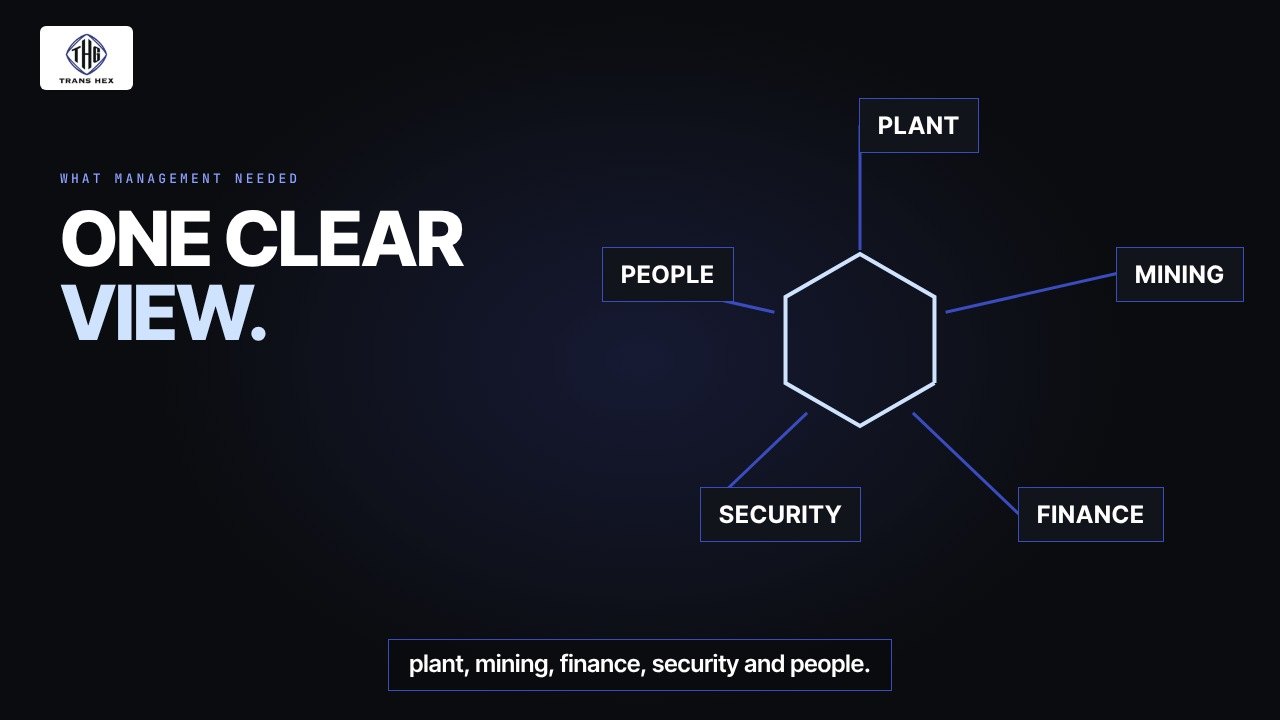 THG
TRANS HEX
WHAT MANAGEMENT NEEDED
ONE CLEAR
VIEW.
PLANT
PEOPLE
MINING
SECURITY
FINANCE
plant, mining, finance, security and people.